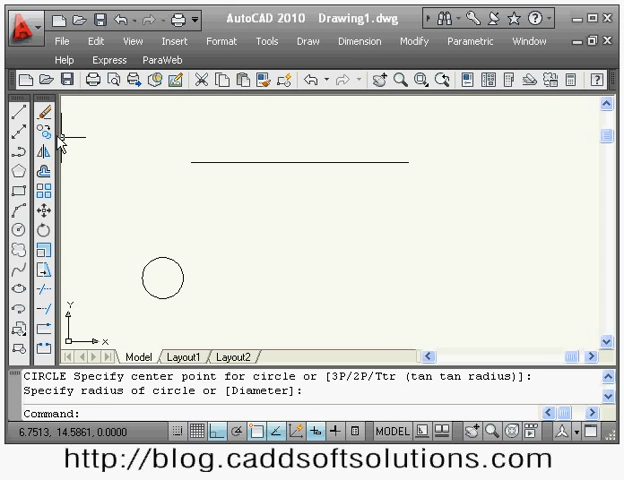 AutoCAD 2010 Drawing1.dwg
File Edit View Insert Format Tools Draw Dimension Modify Parametric Window
Help Express ParaWeb
Y
X
Model Layout1 Layout2
CIRCLE Specify center point for circle or [3P/2P/Ttr (tan tan radius)]:
Specify radius of circle or [Diameter]:
Command:
6.7513, 14.5861, 0.0000 MODEL
http://blog.caddsoftsolutions.com